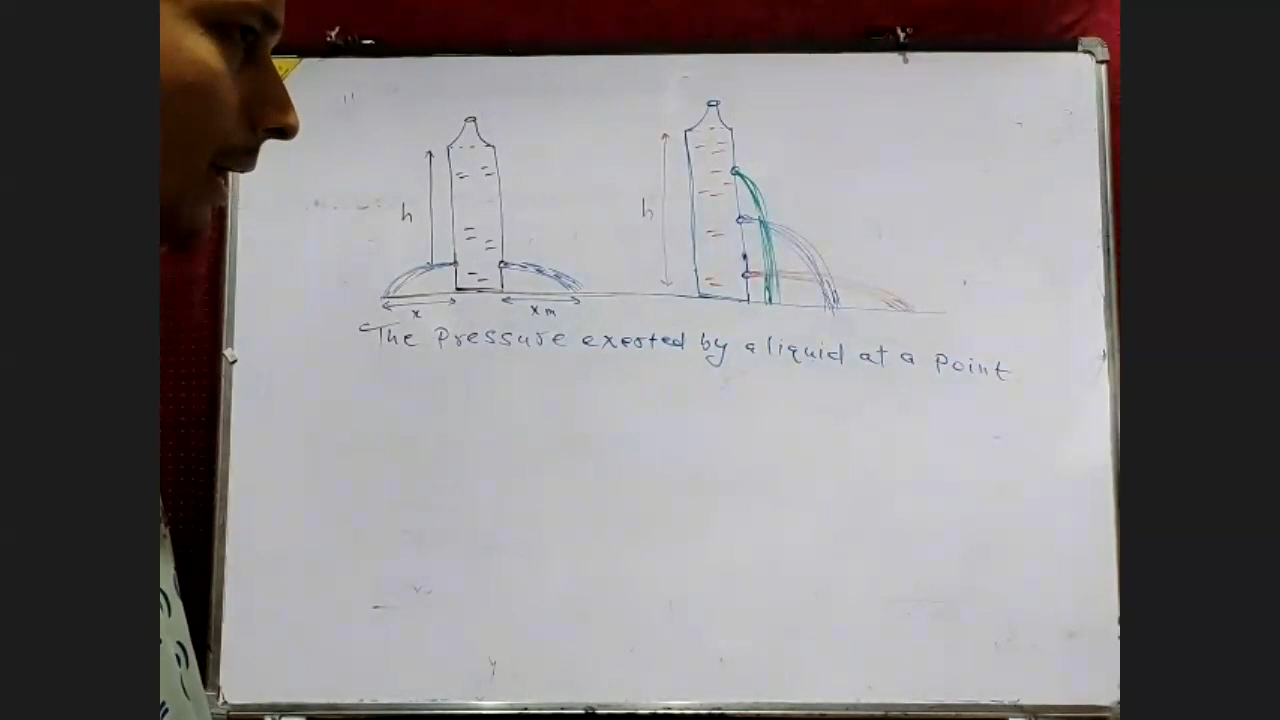 h
h
x
x m
The Pressure exerted by a liquid at a point